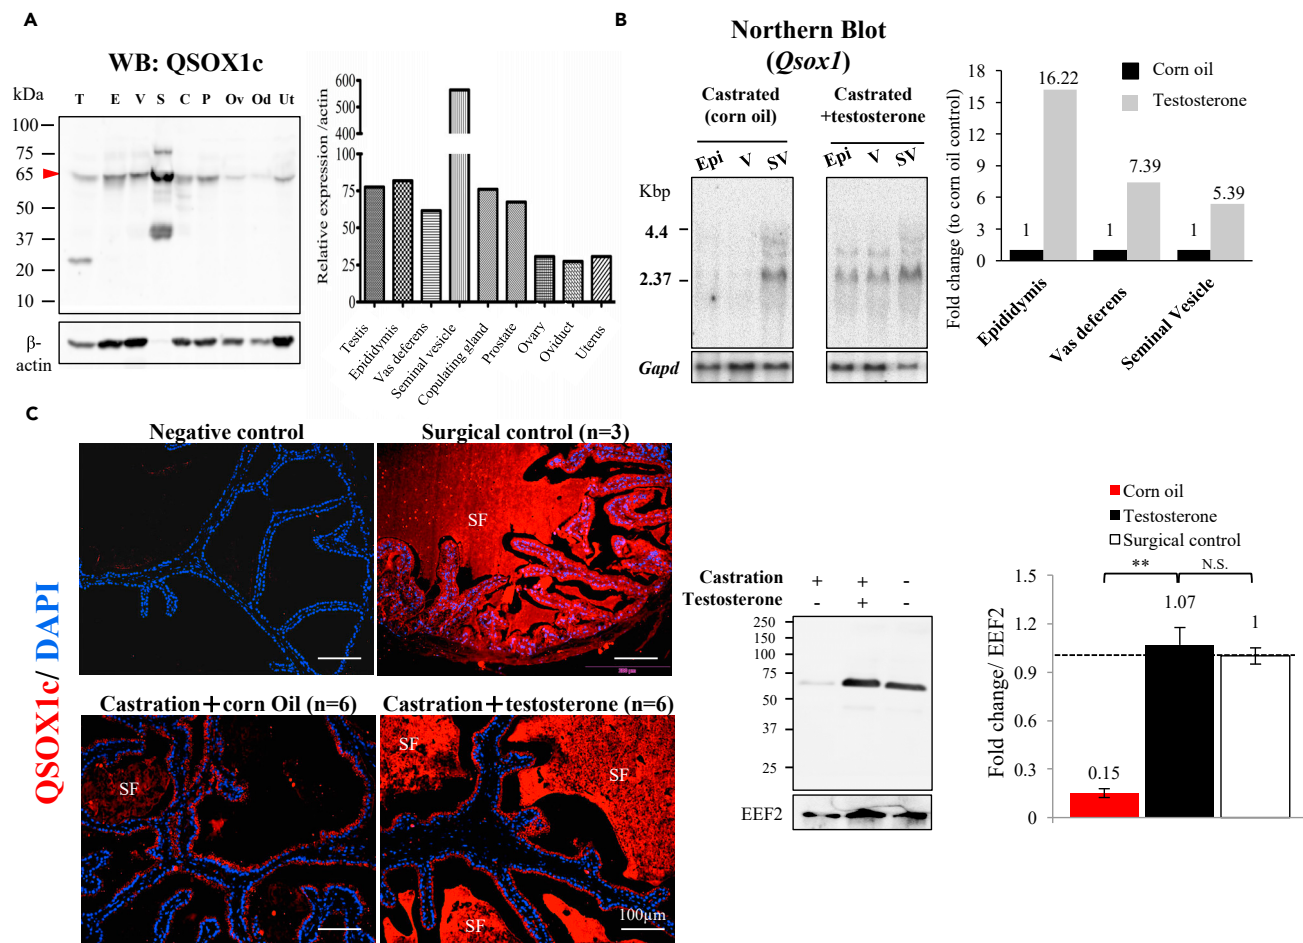 A
WB: QSOX1c
kDa
T E V S C P Ov Od Ut
100
75
65
50
37
20
10
β-
actin
Relative expression /actin
600
500
400
100
75
50
25
0
Testis
Epididymis
Vas deferens
Seminal vesicle
Copulating gland
Prostate
Ovary
Oviduct
Uterus
B
Northern Blot
(Qsox1)
Castrated
(corn oil)
Castrated
+testosterone
Epi V SV
Epi V SV
Kbp
4.4
2.37
Gapd
Corn oil
Testosterone
Fold change (to corn oil control)
18
15
12
9
6
3
0
1 16.22
1 7.39
1 5.39
Epididymis
Vas deferens
Seminal Vesicle
C
QSOX1c/ DAPI
Negative control
Surgical control (n=3)
SF
Castration+corn Oil (n=6)
SF
Castration+testosterone (n=6)
SF
SF
SF
100μm
Castration + + -
Testosterone - + -
250
150
100
75
50
37
25
EEF2
Corn oil
Testosterone
Surgical control
Fold change/ EEF2
1.5
1.2
0.9
0.6
0.3
0
** N.S.
0.15
1.07
1